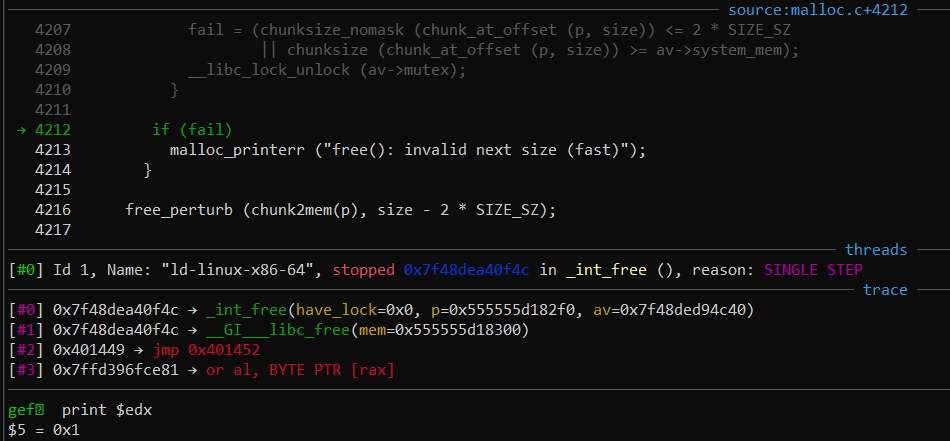 source:malloc.c+4212
4207 fail = (chunksize_nomask (chunk_at_offset (p, size)) <= 2 * SIZE_SZ
4208 || chunksize (chunk_at_offset (p, size)) >= av->system_mem);
4209 __libc_lock_unlock (av->mutex);
4210 }
4211
→ 4212 if (fail)
4213 malloc_printerr ("free(): invalid next size (fast)");
4214 }
4215
4216 free_perturb (chunk2mem(p), size - 2 * SIZE_SZ);
4217
threads
[#0] Id 1, Name: "ld-linux-x86-64", stopped 0x7f48dea40f4c in _int_free (), reason: SINGLE STEP
trace
[#0] 0x7f48dea40f4c → _int_free(have_lock=0x0, p=0x555555d182f0, av=0x7f48ded94c40)
[#1] 0x7f48dea40f4c → __GI___libc_free(mem=0x555555d18300)
[#2] 0x401449 → jmp 0x401452
[#3] 0x7ffd396fce81 → or al, BYTE PTR [rax]
gef print $edx
$5 = 0x1